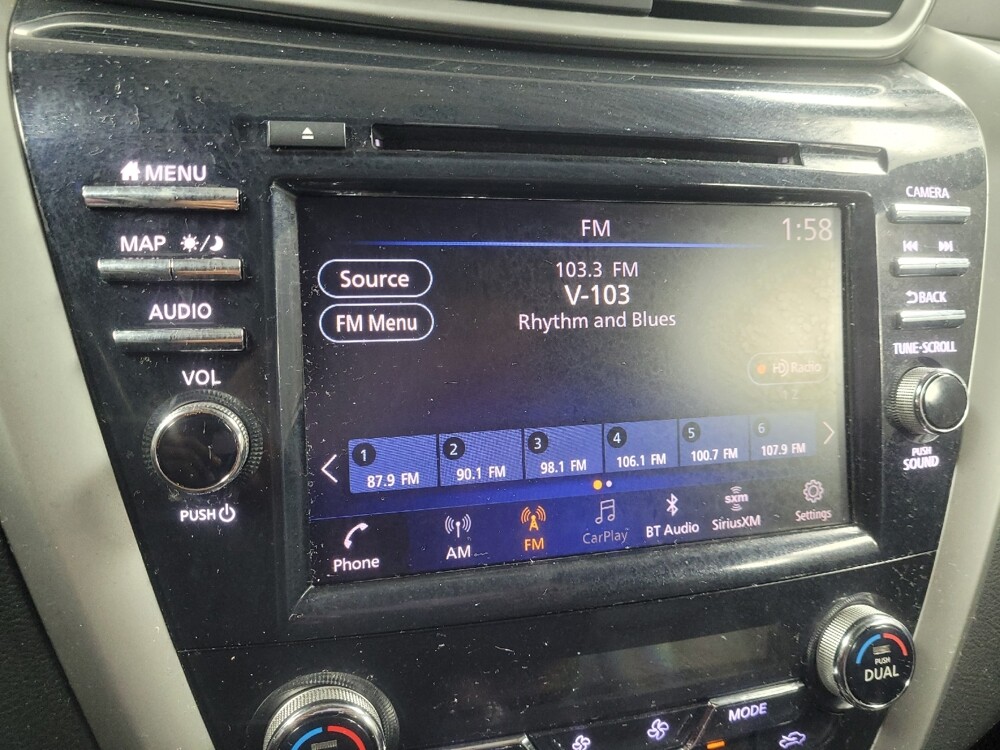 MENU
MAP
AUDIO
VOL
PUSH
FM
1:58
Source
103.3 FM
V-103
FM Menu
Rhythm and Blues
HD Radio
2
1
2
3
4
5
6
87.9 FM
90.1 FM
98.1 FM
106.1 FM
100.7 FM
107.9 FM
Phone
AM
FM
CarPlay
BT Audio
sxm
SiriusXM
Settings
CAMERA
BACK
TUNE-SCROLL
PUSH
SOUND
PUSH
DUAL
MODE